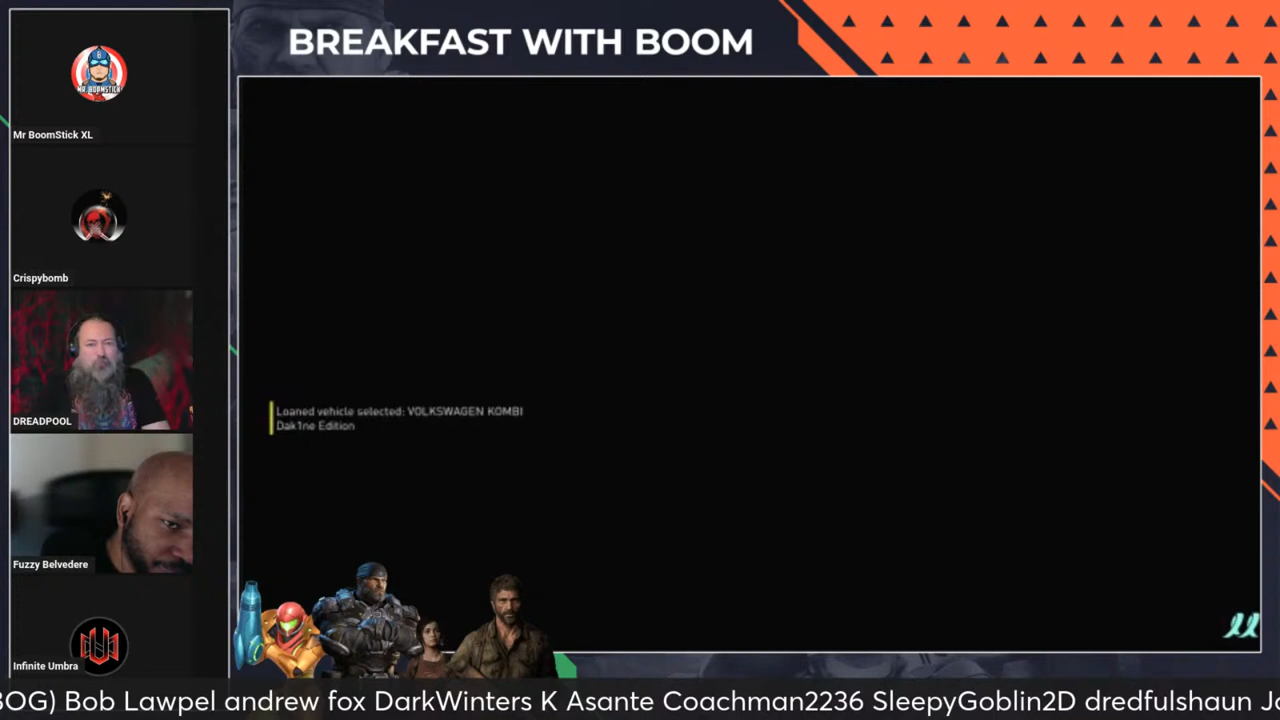 BREAKFAST WITH BOOM
MR. BOOMSTICK
Mr BoomStick XL
Crispybomb
DREADPOOL
Fuzzy Belvedere
Infinite Umbra
Loaned vehicle selected: VOLKSWAGEN KOMBI
Dak1ne Edition
BOG) Bob Lawpel andrew fox DarkWinters K Asante Coachman2236 SleepyGoblin2D dredfulshaun